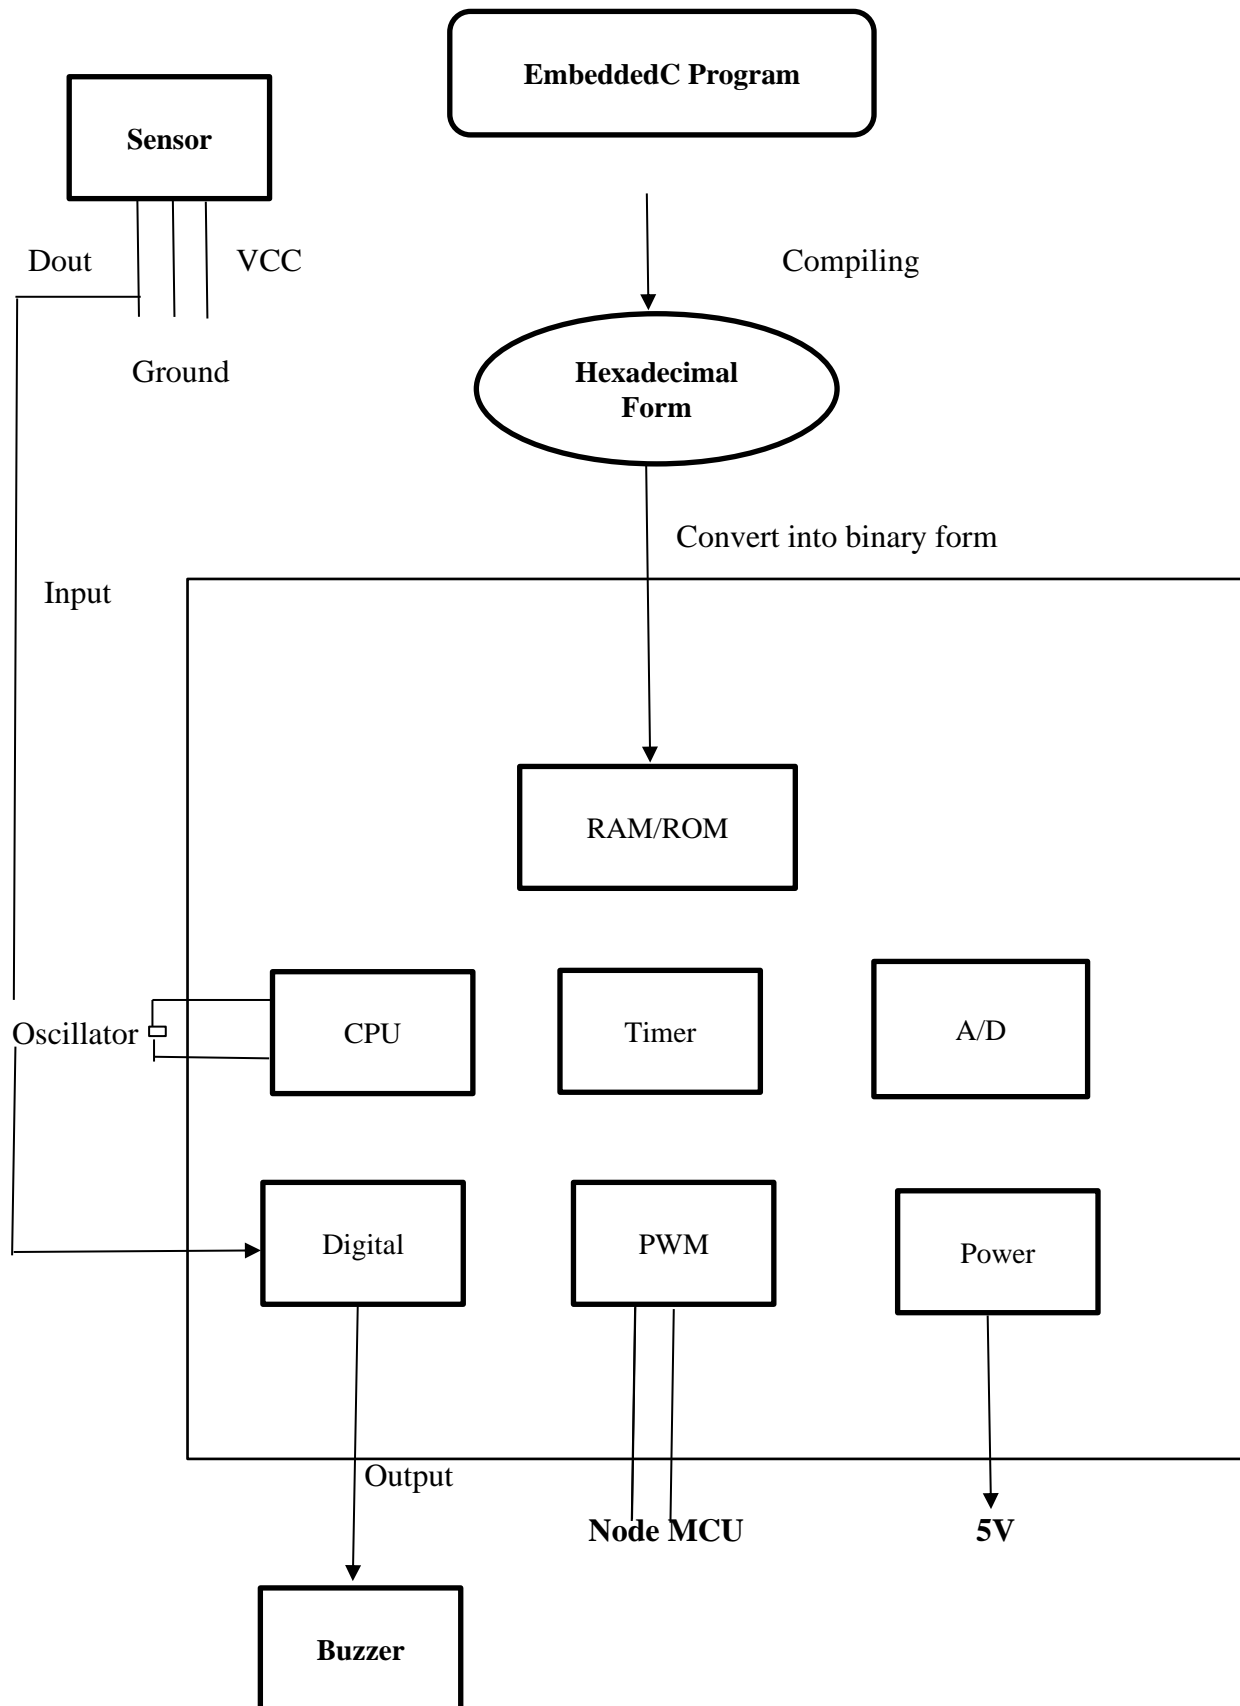 EmbeddedC Program
Sensor
Dout
VCC
Compiling
Ground
Hexadecimal
Form
Convert into binary form
Input
RAM/ROM
Oscillator
CPU
Timer
A/D
Digital
PWM
Power
Output
Node MCU
5V
Buzzer